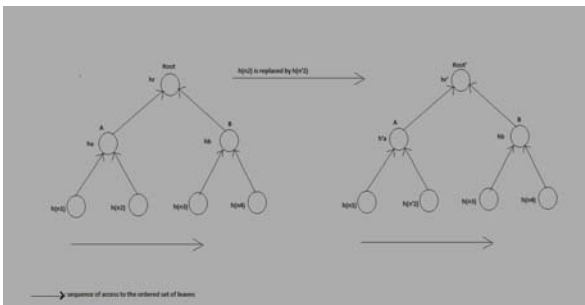 Root
hr
h(n2) is replaced by h(n'2)
Root'
hr'
A
B
ha
hb
A
B
h'a
hb
h(n1)
h(n2)
h(n3)
h(n4)
h(n1)
h(n'2)
h(n3)
h(n4)
sequence of access to the ordered set of leaves